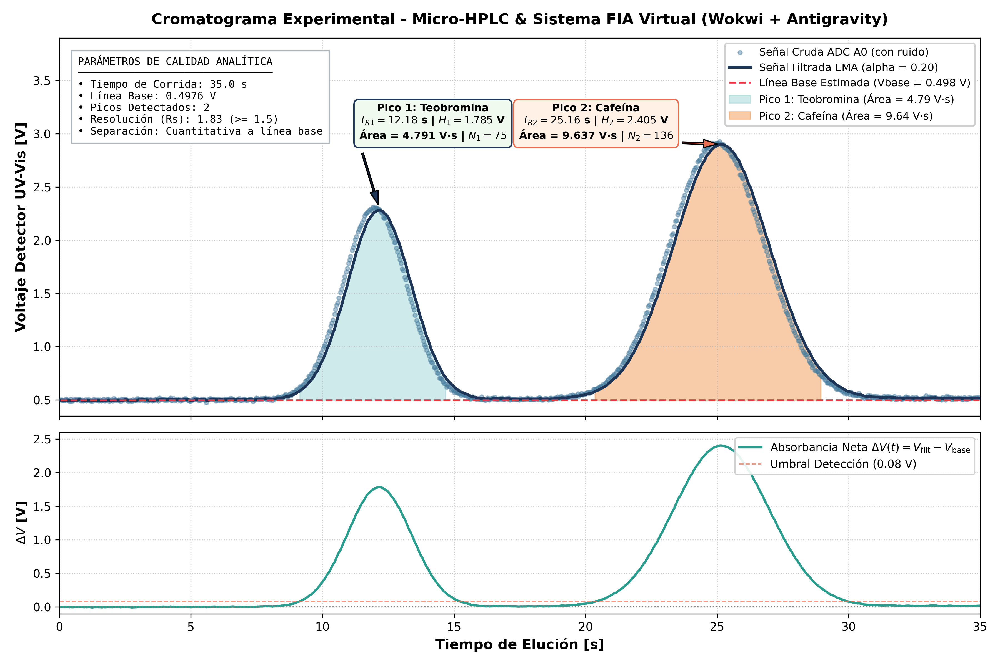 Cromatograma Experimental - Micro-HPLC & Sistema FIA Virtual (Wokwi + Antigravity)
PARÁMETROS DE CALIDAD ANALÍTICA
• Tiempo de Corrida: 35.0 s
• Línea Base: 0.4976 V
• Picos Detectados: 2
• Resolución (Rs): 1.83 (>= 1.5)
• Separación: Cuantitativa a línea base
Pico 1: Teobromina
t_R1 = 12.18 s | H_1 = 1.785 V
Área = 4.791 V·s | N_1 = 75
Pico 2: Cafeína
t_R2 = 25.16 s | H_2 = 2.405 V
Área = 9.637 V·s | N_2 = 136
Señal Cruda ADC A0 (con ruido)
Señal Filtrada EMA (alpha = 0.20)
Línea Base Estimada (Vbase = 0.498 V)
Pico 1: Teobromina (Área = 4.79 V·s)
Pico 2: Cafeína (Área = 9.64 V·s)
Voltaje Detector UV-Vis [V]
3.5
3.0
2.5
2.0
1.5
1.0
0.5
Absorbancia Neta ΔV(t) = V_filt − V_base
Umbral Detección (0.08 V)
ΔV [V]
2.5
2.0
1.5
1.0
0.5
0.0
0 5 10 15 20 25 30 35
Tiempo de Elución [s]